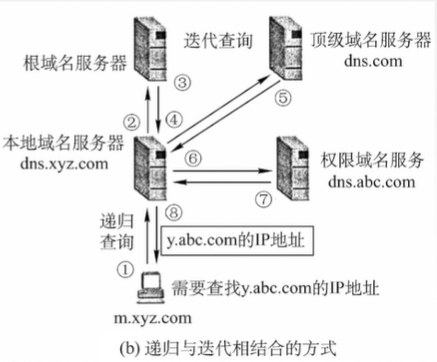 迭代查询
顶级域名服务器
dns.com
根域名服务器
③
②
④
⑤
本地域名服务器
dns.xyz.com
⑥
权限域名服务
dns.abc.com
⑦
递归
查询
⑧
y.abc.com的IP地址
①
需要查找y.abc.com的IP地址
m.xyz.com
(b) 递归与迭代相结合的方式